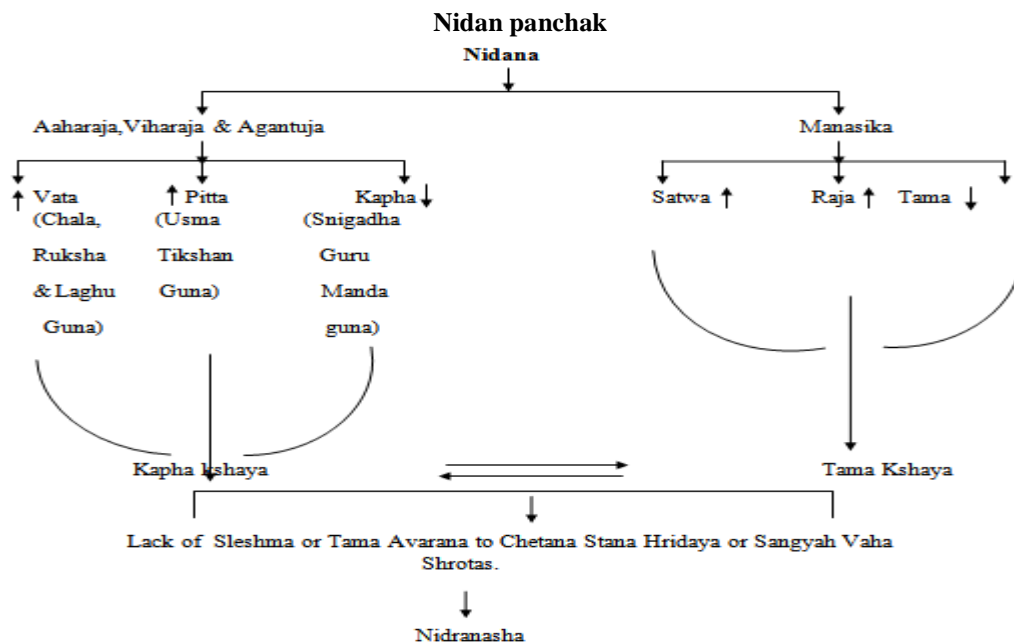 Nidan panchak
Nidana
Aaharaja,Viharaja & Agantuja
Manasika
Vata
(Chala,
Ruksha
& Laghu
Guna)
Pitta
(Usma
Tikshan
Guna)
Kapha
(Snigadha
Guru
Manda
guna)
Satwa
Raja
Tama
Kapha kshaya
Tama Kshaya
Lack of Sleshma or Tama Avarana to Chetana Stana Hridaya or Sangyah Vaha
Shrotas.
Nidranasha